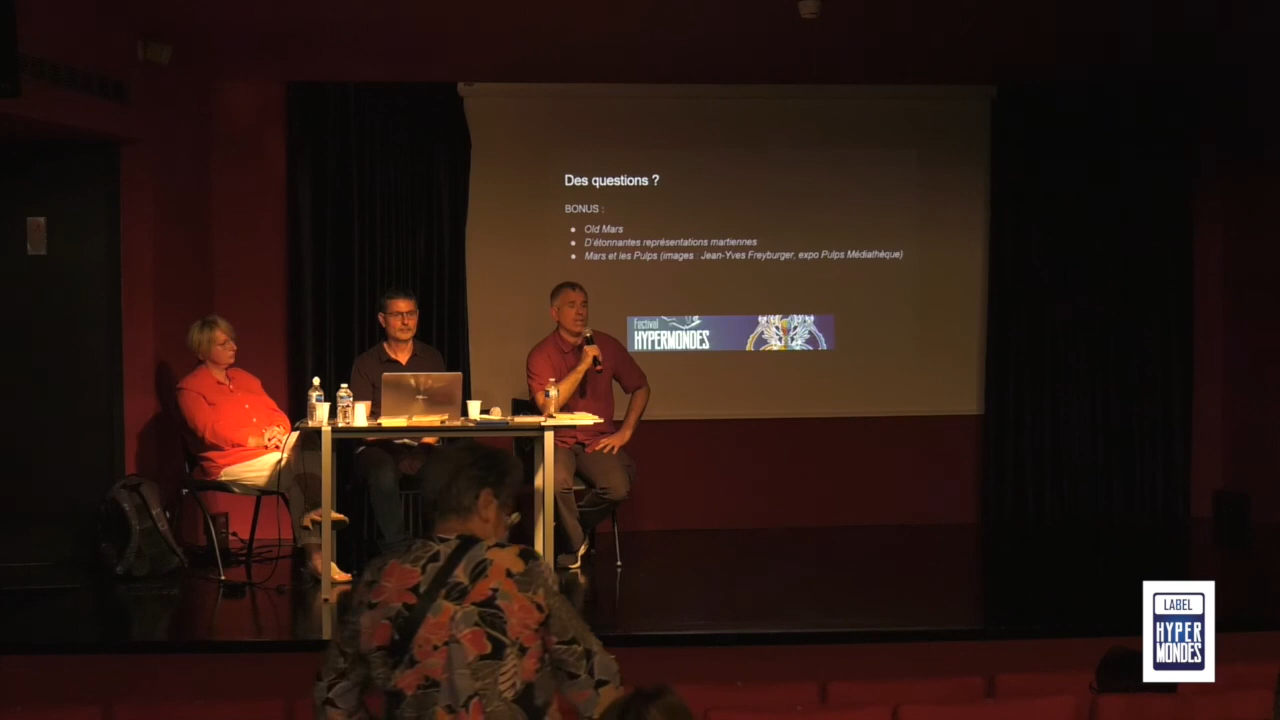 Des questions ?
BONUS :
● Old Mars
● D'étonnantes représentations martiennes
● Mars et les Pulps (images : Jean-Yves Freyburger, expo Pulps Médiathèque)
Festival
HYPERMONDES
LABEL
HYPER
MONDES